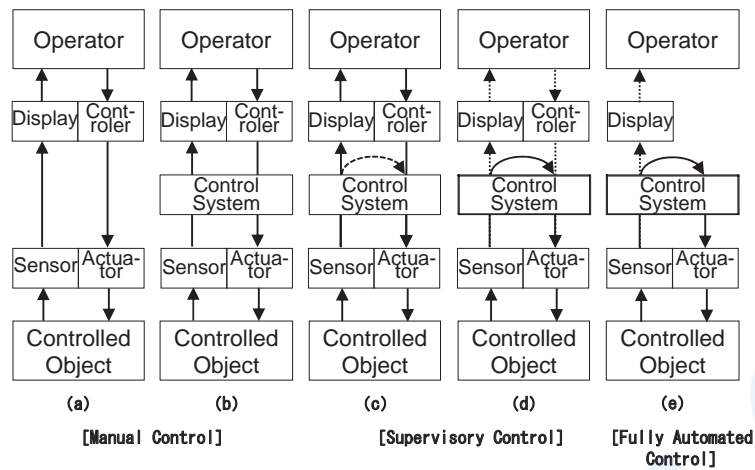 Operator Operator Operator Operator Operator
Display Cont-roler Display Cont-roler Display Cont-roler Display Cont-roler Display
Control System Control System Control System Control System
Sensor Actua-tor Sensor Actua-tor Sensor Actua-tor Sensor Actua-tor Sensor Actua-tor
Controlled Object Controlled Object Controlled Object Controlled Object Controlled Object
(a) (b) (c) (d) (e)
[Manual Control] [Supervisory Control] [Fully Automated
Control]